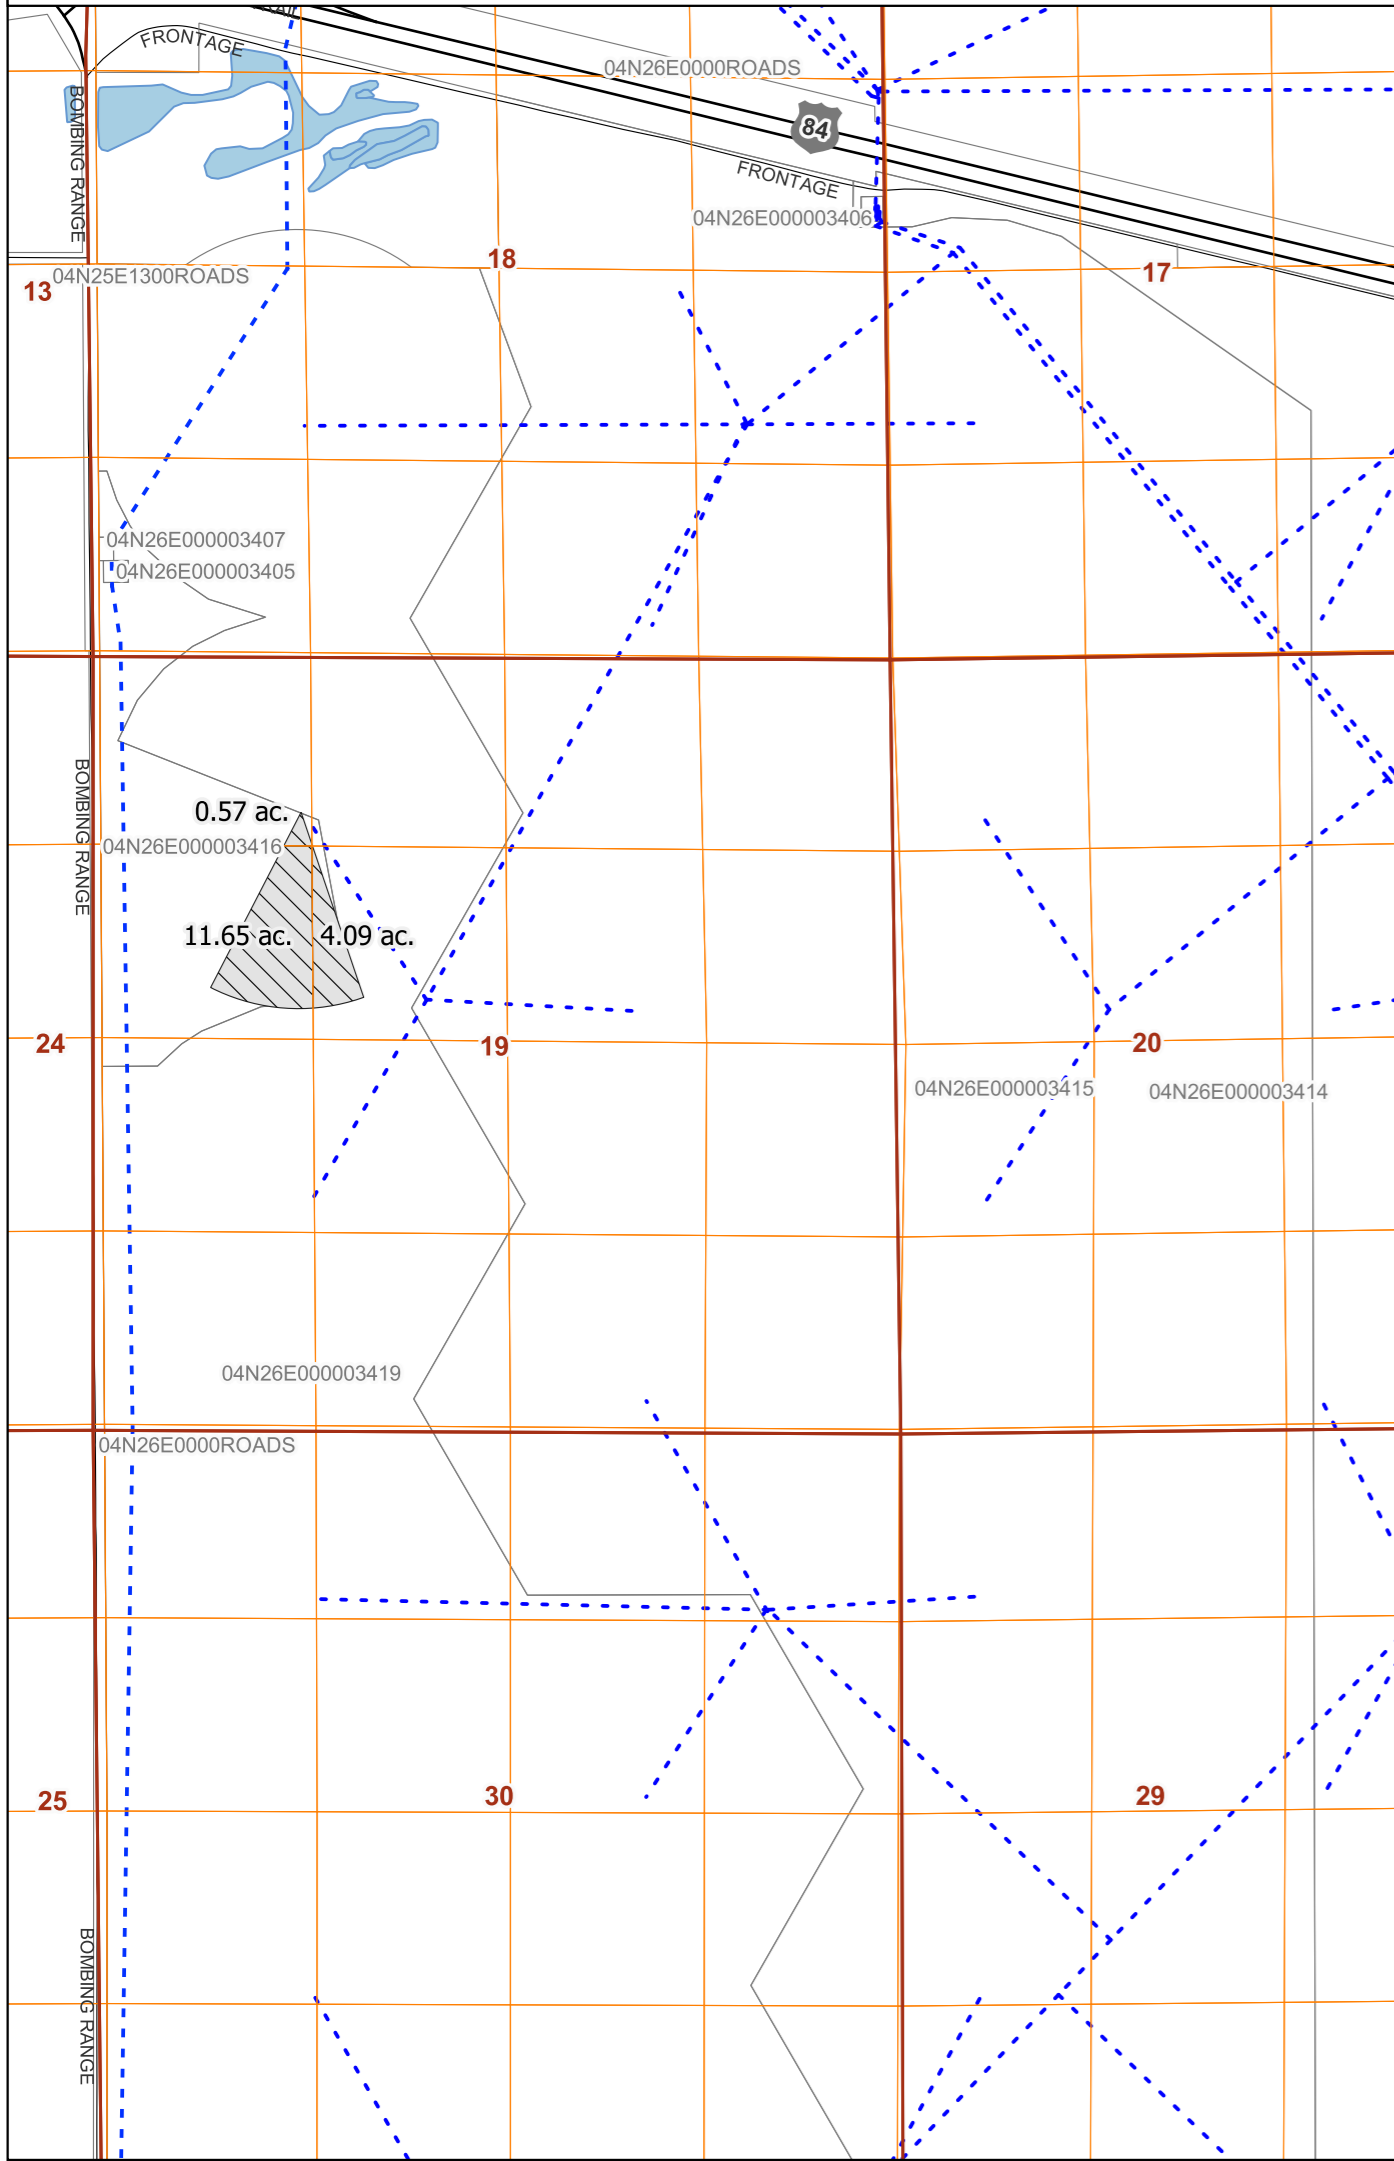 FRONTAGE
04N26E0000ROADS
84
BOMBING RANGE
FRONTAGE
04N26E000003406
18
17
04N25E1300ROADS
13
04N26E000003407
04N26E000003405
BOMBING RANGE
0.57 ac.
04N26E000003416
11.65 ac.
4.09 ac.
24
19
20
04N26E000003415
04N26E000003414
04N26E000003419
04N26E0000ROADS
25
30
29
BOMBING RANGE